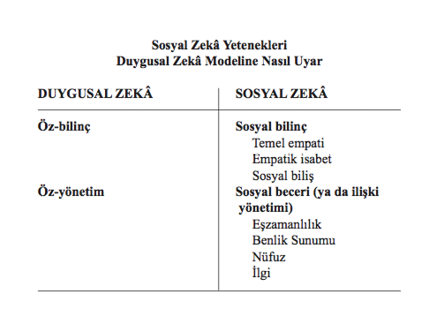 Sosyal Zekâ Yetenekleri
Duygusal Zekâ Modeline Nasıl Uyar
DUYGUSAL ZEKÂ SOSYAL ZEKÂ
Öz-bilinç Sosyal bilinç
Temel empati
Empatik isabet
Sosyal biliş
Öz-yönetim Sosyal beceri (ya da ilişki
yönetimi)
Eşzamanlılık
Benlik Sunumu
Nüfuz
İlgi